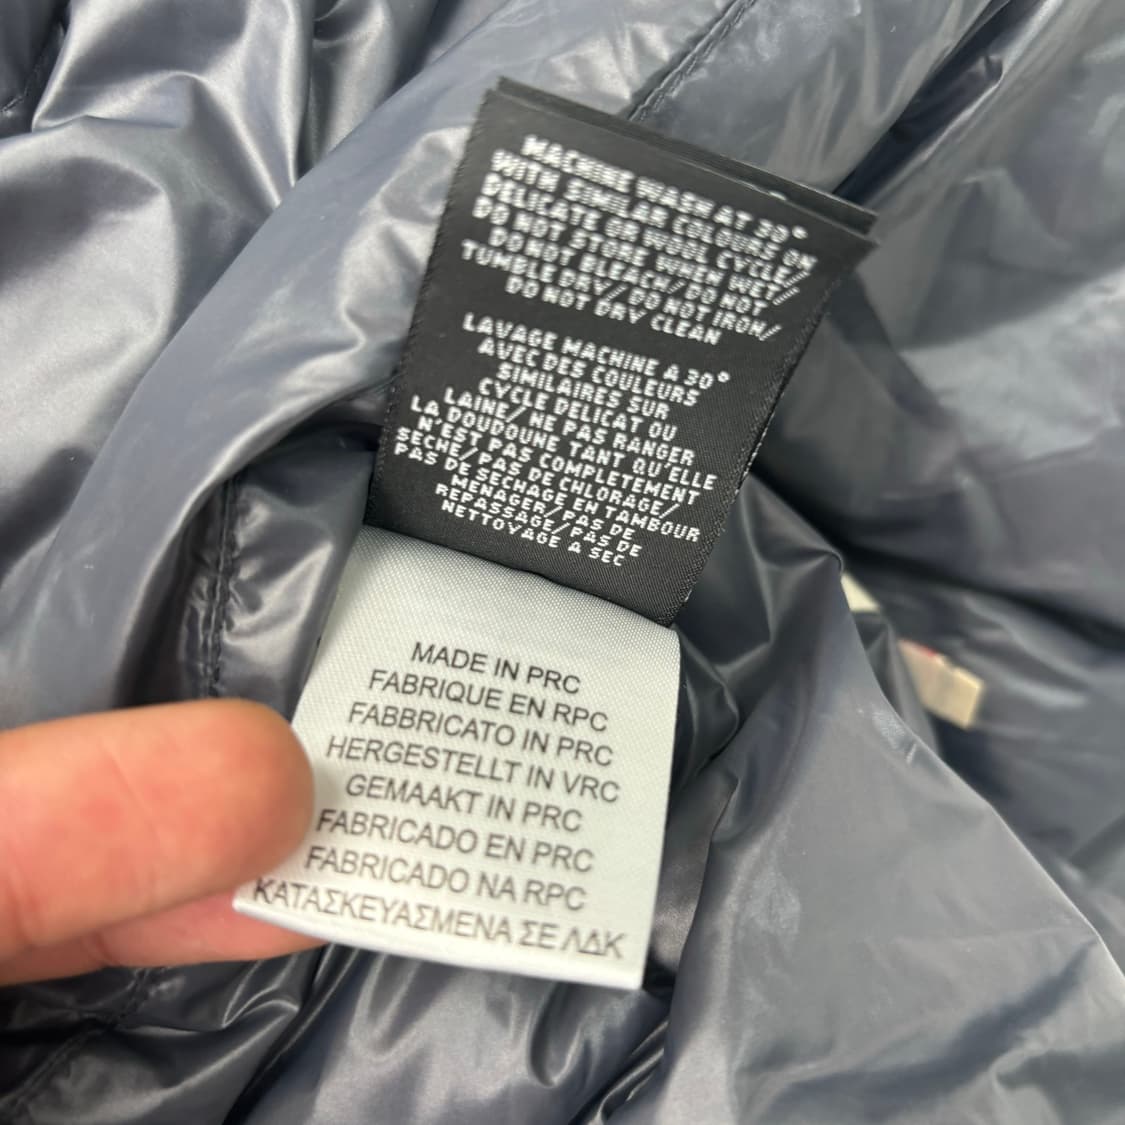 MACHINE WASH AT 30°
WITH SIMILAR COLOURS ON
DELICATE OR WOOL CYCLE/
DO NOT STORE WHEN WET/
DO NOT BLEACH/DO NOT
TUMBLE DRY/DO NOT IRON/
DO NOT DRY CLEAN
LAVAGE MACHINE A 30°
AVEC DES COULEURS
SIMILAIRES SUR
CYCLE DELICAT OU
LAINE/ NE PAS RANGER
LA DOUDOUNE TANT QU'ELLE
N'EST PAS COMPLETEMENT
SECHE/PAS DE CHLORAGE/
PAS DE SECHAGE EN TAMBOUR
MENAGER/PAS DE
REPASSAGE/PAS DE
NETTOYAGE A SEC
MADE IN PRC
FABRIQUE EN RPC
FABBRICATO IN PRC
HERGESTELLT IN VRC
GEMAAKT IN PRC
FABRICADO EN PRC
FABRICADO NA RPC
ΚΑΤΑΣΚΕΥΑΣΜΕΝΑ ΣΕ ΛΔΚ